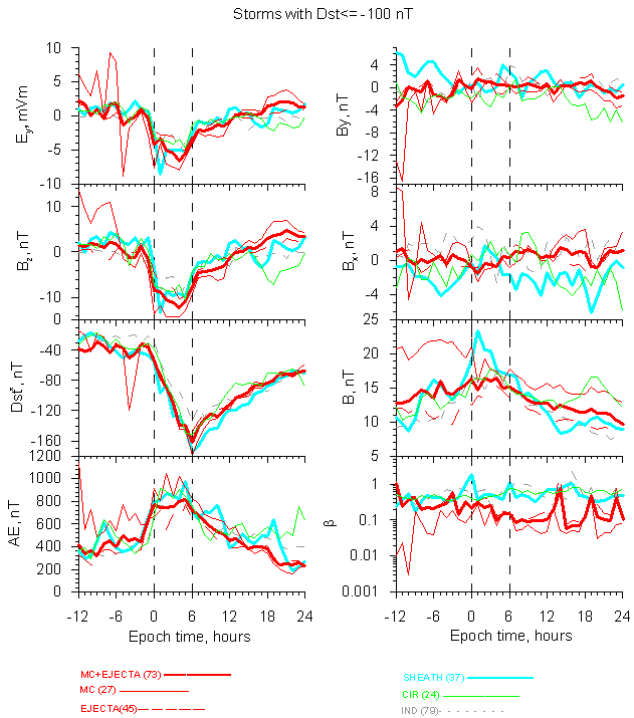 Storms with Dst<= -100 nT
10
5
0
-5
-10
Ey, mVm
4
0
-4
-8
-12
-16
By, nT
10
0
-10
0
Bz, nT
8
4
0
-4
25
Bx, nT
-40
-80
-120
-160
1200
Dst*, nT
20
15
10
5
B, nT
1000
800
600
400
200
0
AE, nT
1
0.1
0.01
0.001
β
-12 -6 0 6 12 18 24
Epoch time, hours
-12 -6 0 6 12 18 24
Epoch time, hours
MC+EJECTA (73)
MC (27)
EJECTA(45)
SHEATH (37)
CIR (24)
IND (79)